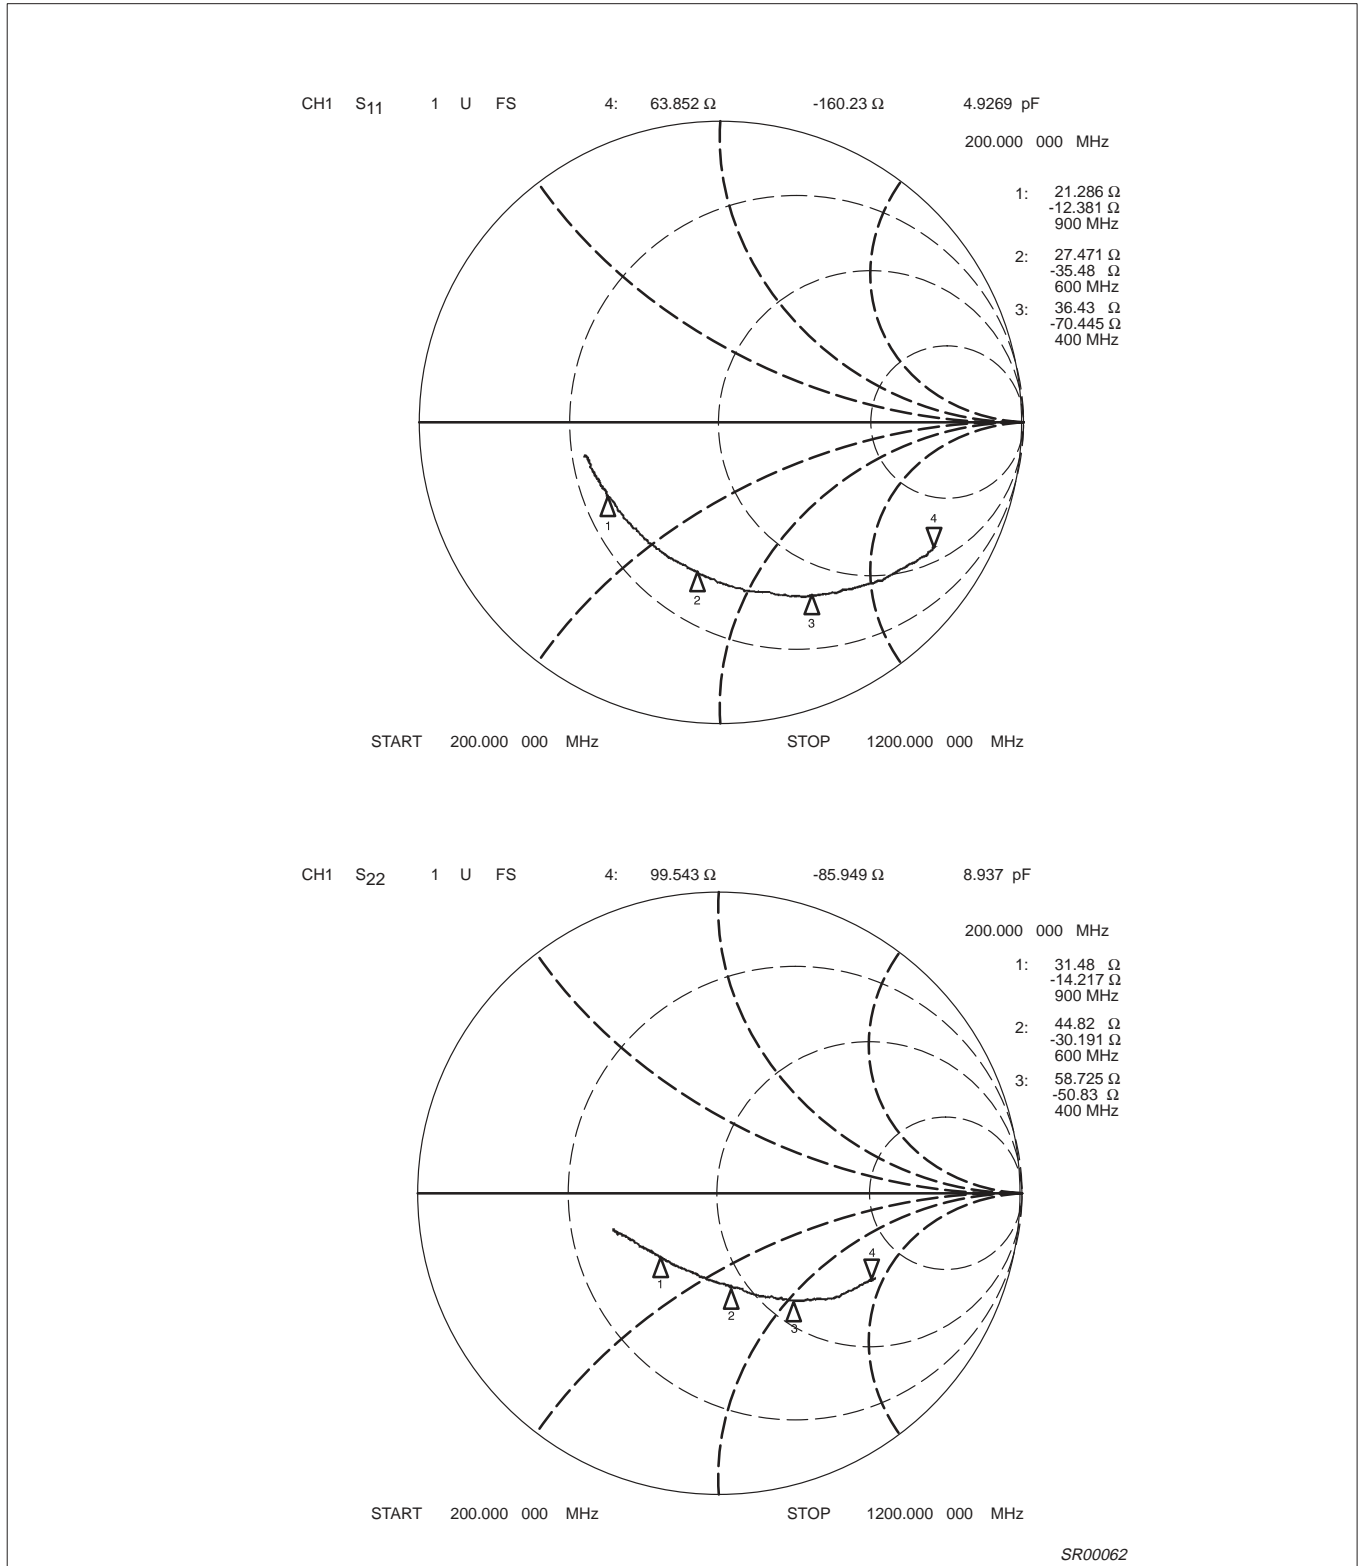 CH1 S11 1 U FS 4: 63.852 Ω -160.23 Ω 4.9269 pF
200.000 000 MHz
1: 21.286 Ω
-12.381 Ω
900 MHz
2: 27.471 Ω
-35.48 Ω
600 MHz
3: 36.43 Ω
-70.445 Ω
400 MHz
4
1
2
3
START 200.000 000 MHz STOP 1200.000 000 MHz
CH1 S22 1 U FS 4: 99.543 Ω -85.949 Ω 8.937 pF
200.000 000 MHz
1: 31.48 Ω
-14.217 Ω
900 MHz
2: 44.82 Ω
-30.191 Ω
600 MHz
3: 58.725 Ω
-50.83 Ω
400 MHz
4
1
2
3
START 200.000 000 MHz STOP 1200.000 000 MHz
SR00062